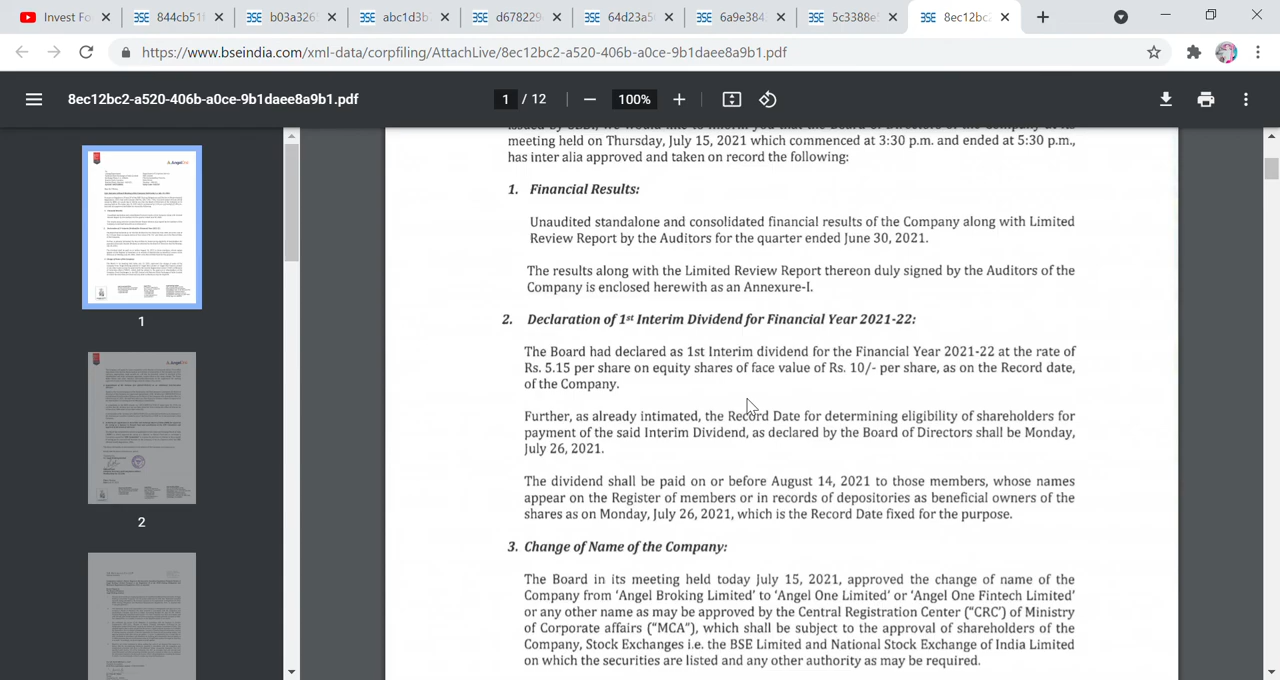 Invest Fo
844cb51f
b03a326
abc1d3b
d678229
64d23a5
6a9e384
5c3388e
8ec12bc
https://www.bseindia.com/xml-data/corpfiling/AttachLive/8ec12bc2-a520-406b-a0ce-9b1daee8a9b1.pdf
8ec12bc2-a520-406b-a0ce-9b1daee8a9b1.pdf
1 / 12
100%
AngelOne
1
2
meeting held on Thursday, July 15, 2021 which commenced at 3:30 p.m. and ended at 5:30 p.m.,
has inter alia approved and taken on record the following:
1. Financial Results:
Unaudited standalone and consolidated financial results of the Company along with Limited
Review Report by the Auditors for the quarter ended June 30, 2021.
The results along with the Limited Review Report thereon duly signed by the Auditors of the
Company is enclosed herewith as an Annexure-I.
2. Declaration of 1st Interim Dividend for Financial Year 2021-22:
The Board has declared as 1st Interim dividend for the Financial Year 2021-22 at the rate of
per equity share on face value of Rs. 10/- per share, as on the Record date,
of the Company.
Further, as already intimated, the Record Date for determining eligibility of shareholders for
payment of the said Interim Dividend as declared by the Board of Directors shall be Monday,
July 26, 2021.
The dividend shall be paid on or before August 14, 2021 to those members, whose names
appear on the Register of members or in records of depositories as beneficial owners of the
shares as on Monday, July 26, 2021, which is the Record Date fixed for the purpose.
3. Change of Name of the Company:
The Board at its meeting held today i.e. July 15, 2021, approved the change of name of the
Company from 'Angel Broking Limited' to 'Angel One Limited' or 'Angel One Fintech Limited'
or such name as may be approved by the Central Registration Center ("CRC") of Ministry
of Corporate Affairs ("MCA"), which shall be subject to the approval of shareholders of the
Company, Stock Exchanges i.e. the BSE Limited and National Stock Exchange of India Limited
on which the securities are listed and any other authority as may be required.